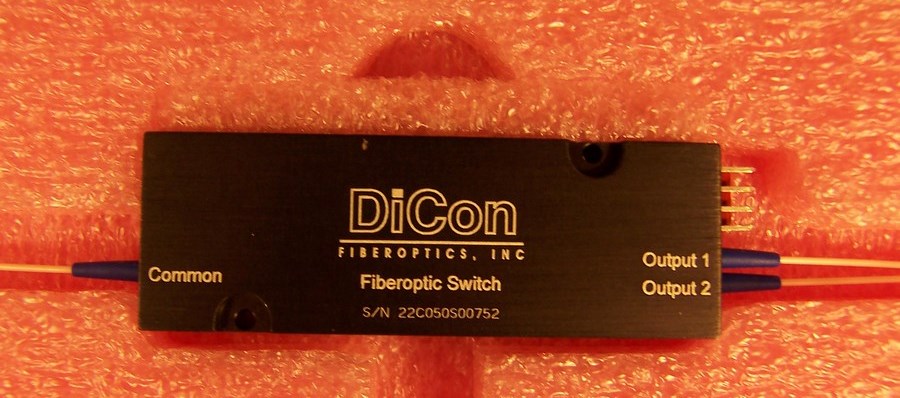 DiCon
FIBEROPTICS, INC
Fiberoptic Switch
S/N 22C050S00752
Common
Output 1
Output 2